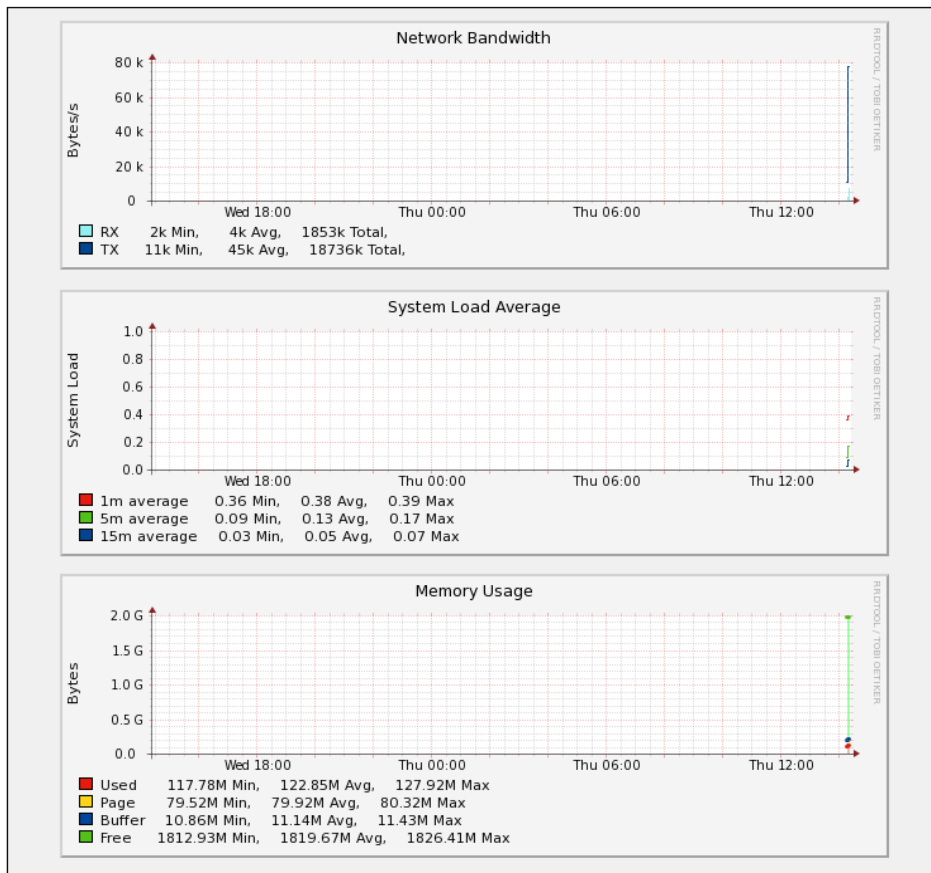 Network Bandwidth
RRDTOOL / TOBI OETIKER
Bytes/s
80 k
60 k
40 k
20 k
0
Wed 18:00 Thu 00:00 Thu 06:00 Thu 12:00
RX 2k Min, 4k Avg, 1853k Total,
TX 11k Min, 45k Avg, 18736k Total,
System Load Average
RRDTOOL / TOBI OETIKER
System Load
1.0
0.8
0.6
0.4
0.2
0.0
Wed 18:00 Thu 00:00 Thu 06:00 Thu 12:00
1m average 0.36 Min, 0.38 Avg, 0.39 Max
5m average 0.09 Min, 0.13 Avg, 0.17 Max
15m average 0.03 Min, 0.05 Avg, 0.07 Max
Memory Usage
RRDTOOL / TOBI OETIKER
Bytes
2.0 G
1.5 G
1.0 G
0.5 G
0.0
Wed 18:00 Thu 00:00 Thu 06:00 Thu 12:00
Used 117.78M Min, 122.85M Avg, 127.92M Max
Page 79.52M Min, 79.92M Avg, 80.32M Max
Buffer 10.86M Min, 11.14M Avg, 11.43M Max
Free 1812.93M Min, 1819.67M Avg, 1826.41M Max